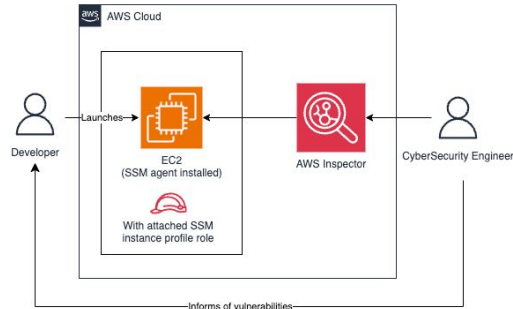 aws
AWS Cloud
Launches
Developer
EC2
(SSM agent installed)
With attached SSM
instance profile role
AWS Inspector
CyberSecurity Engineer
Informs of vulnerabilities